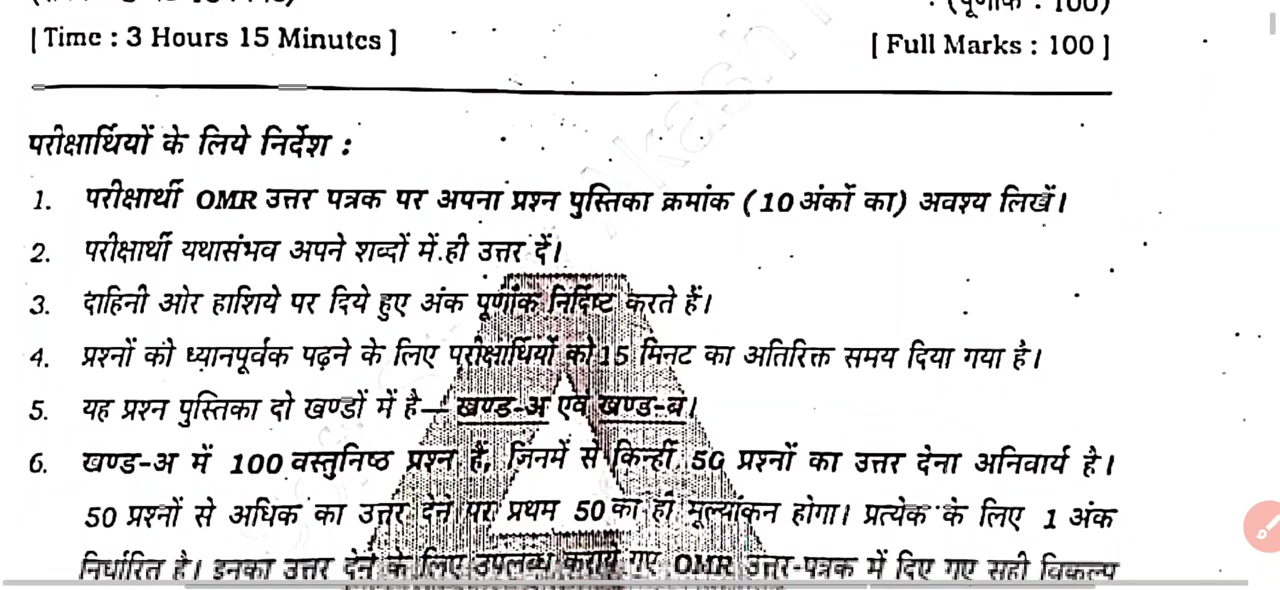 (पूर्णांक : 100)
[ Time : 3 Hours 15 Minutes ]
[ Full Marks : 100 ]
परीक्षार्थियों के लिये निर्देश :
1. परीक्षार्थी OMR उत्तर पत्रक पर अपना प्रश्न पुस्तिका क्रमांक (10 अंकों का) अवश्य लिखें।
2. परीक्षार्थी यथासंभव अपने शब्दों में ही उत्तर दें।
3. दाहिनी ओर हाशिये पर दिये हुए अंक पूर्णांक निर्दिष्ट करते हैं।
4. प्रश्नों को ध्यानपूर्वक पढ़ने के लिए परीक्षार्थियों को 15 मिनट का अतिरिक्त समय दिया गया है।
5. यह प्रश्न पुस्तिका दो खण्डों में है— खण्ड-अ एवं खण्ड-ब।
6. खण्ड-अ में 100 वस्तुनिष्ठ प्रश्न हैं, जिनमें से किन्हीं 50 प्रश्नों का उत्तर देना अनिवार्य है।
50 प्रश्नों से अधिक का उत्तर देने पर प्रथम 50 का ही मूल्यांकन होगा। प्रत्येक के लिए 1 अंक
निर्धारित है। इनका उत्तर देने के लिए उपलब्ध कराये गए OMR उत्तर-पत्रक में दिए गए सही विकल्प